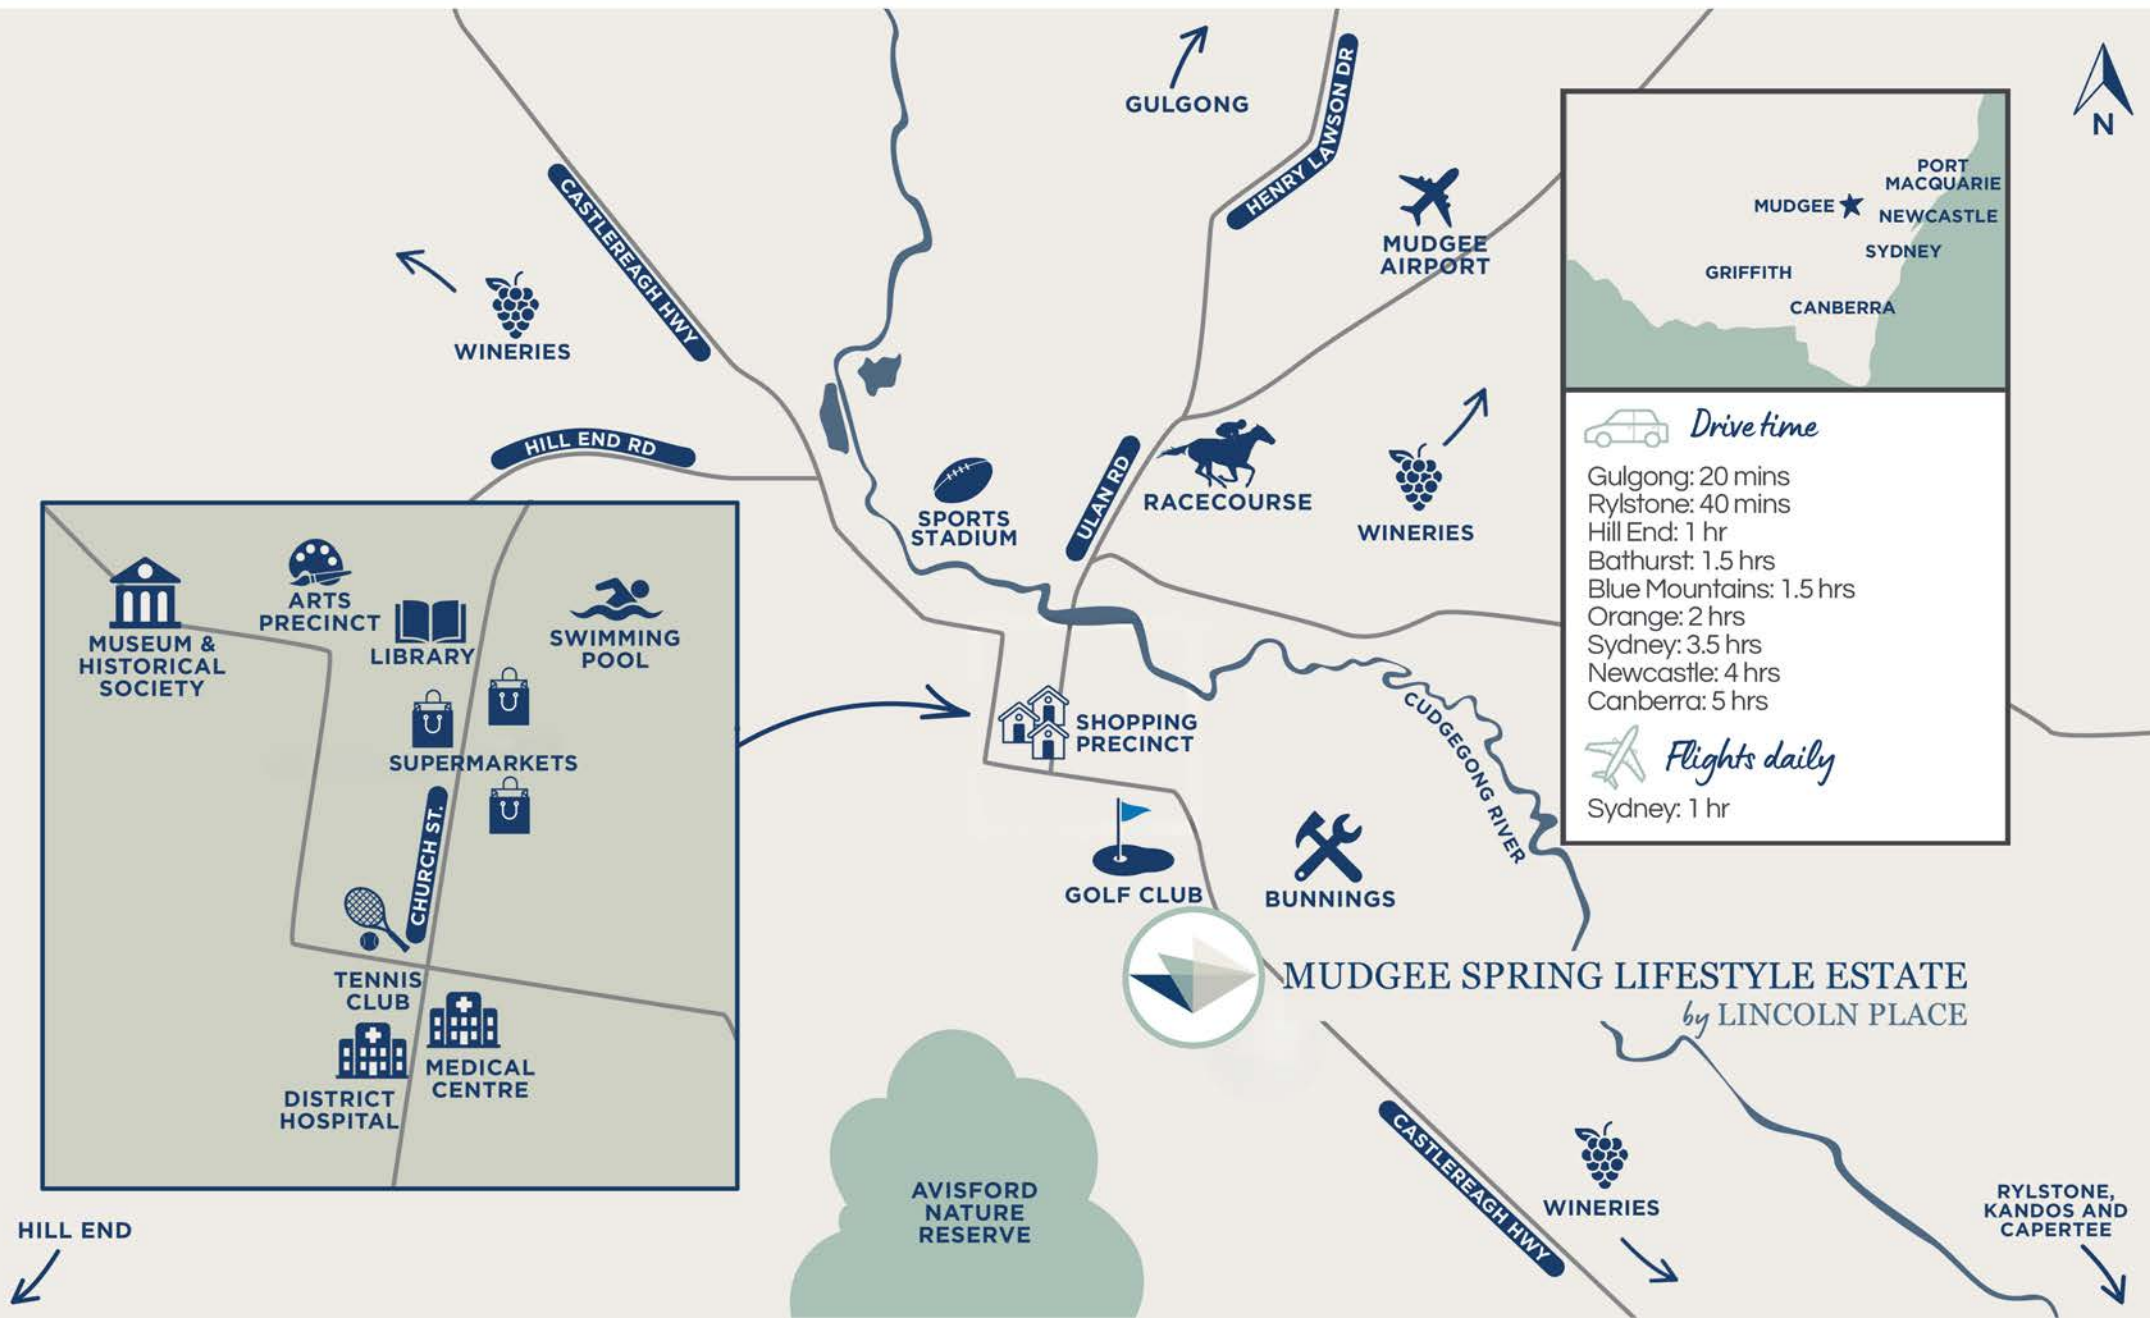 GULGONG
HENRY LAWSON DR
N
CASTLEREAGH HWY
WINERIES
MUDGEE
AIRPORT
PORT
MACQUARIE
MUDGEE
NEWCASTLE
SYDNEY
GRIFFITH
CANBERRA
HILL END RD
SPORTS
STADIUM
ULAN RD
RACECOURSE
WINERIES
Drive time
Gulgong: 20 mins
Rylstone: 40 mins
Hill End: 1 hr
Bathurst: 1.5 hrs
Blue Mountains: 1.5 hrs
Orange: 2 hrs
Sydney: 3.5 hrs
Newcastle: 4 hrs
Canberra: 5 hrs
Flights daily
Sydney: 1 hr
MUSEUM &
HISTORICAL
SOCIETY
ARTS
PRECINCT
LIBRARY
SWIMMING
POOL
SUPERMARKETS
CHURCH ST.
TENNIS
CLUB
MEDICAL
CENTRE
DISTRICT
HOSPITAL
SHOPPING
PRECINCT
CUDGEGONG RIVER
GOLF CLUB
BUNNINGS
MUDGEE SPRING LIFESTYLE ESTATE
by LINCOLN PLACE
AVISFORD
NATURE
RESERVE
CASTLEREAGH HWY
WINERIES
RYLSTONE,
KANDOS AND
CAPERTEE
HILL END